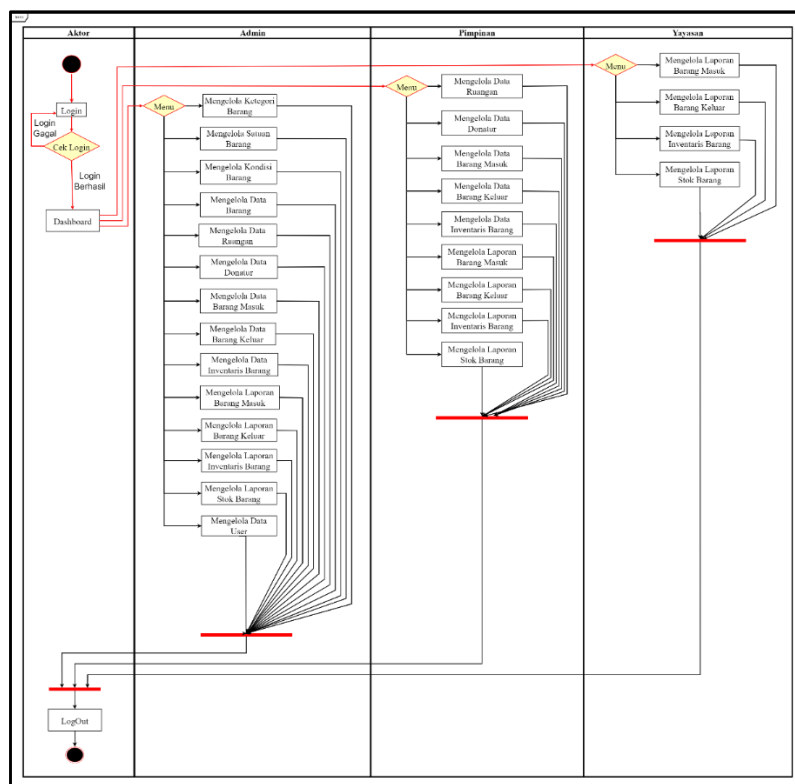 Aktor
Admin
Pimpinan
Yayasan
Login
Login
Gagal
Cek Login
Login
Berhasil
Dashboard
Menu
Mengelola Ketegori
Barang
Mengelola Satuan
Barang
Mengelola Kondisi
Barang
Mengelola Data
Barang
Mengelola Data
Ruangan
Mengelola Data
Donatur
Mengelola Data
Barang Masuk
Mengelola Data
Barang Keluar
Mengelola Data
Inventaris Barang
Mengelola Laporan
Barang Masuk
Mengelola Laporan
Barang Keluar
Mengelola Laporan
Inventaris Barang
Mengelola Laporan
Stok Barang
Mengelola Data
User
Menu
Mengelola Data
Ruangan
Mengelola Data
Donatur
Mengelola Data
Barang Masuk
Mengelola Data
Barang Keluar
Mengelola Data
Inventaris Barang
Mengelola Laporan
Barang Masuk
Mengelola Laporan
Barang Keluar
Mengelola Laporan
Inventaris Barang
Mengelola Laporan
Stok Barang
Menu
Mengelola Laporan
Barang Masuk
Mengelola Laporan
Barang Keluar
Mengelola Laporan
Inventaris Barang
Mengelola Laporan
Stok Barang
LogOut